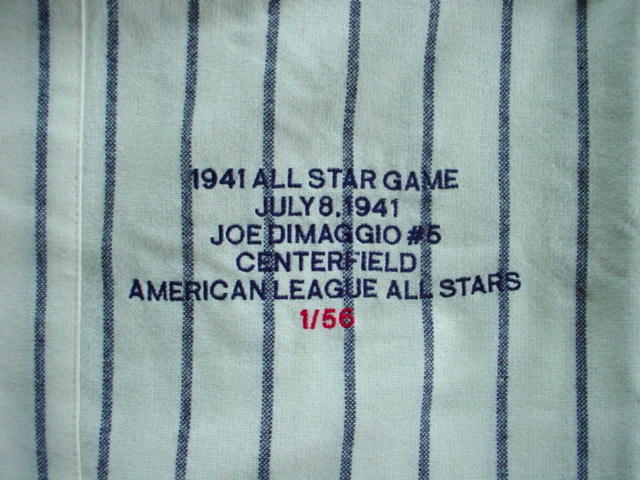 1941 ALL STAR GAME
JULY 8, 1941
JOE DIMAGGIO #5
CENTERFIELD
AMERICAN LEAGUE ALL STARS
1/56